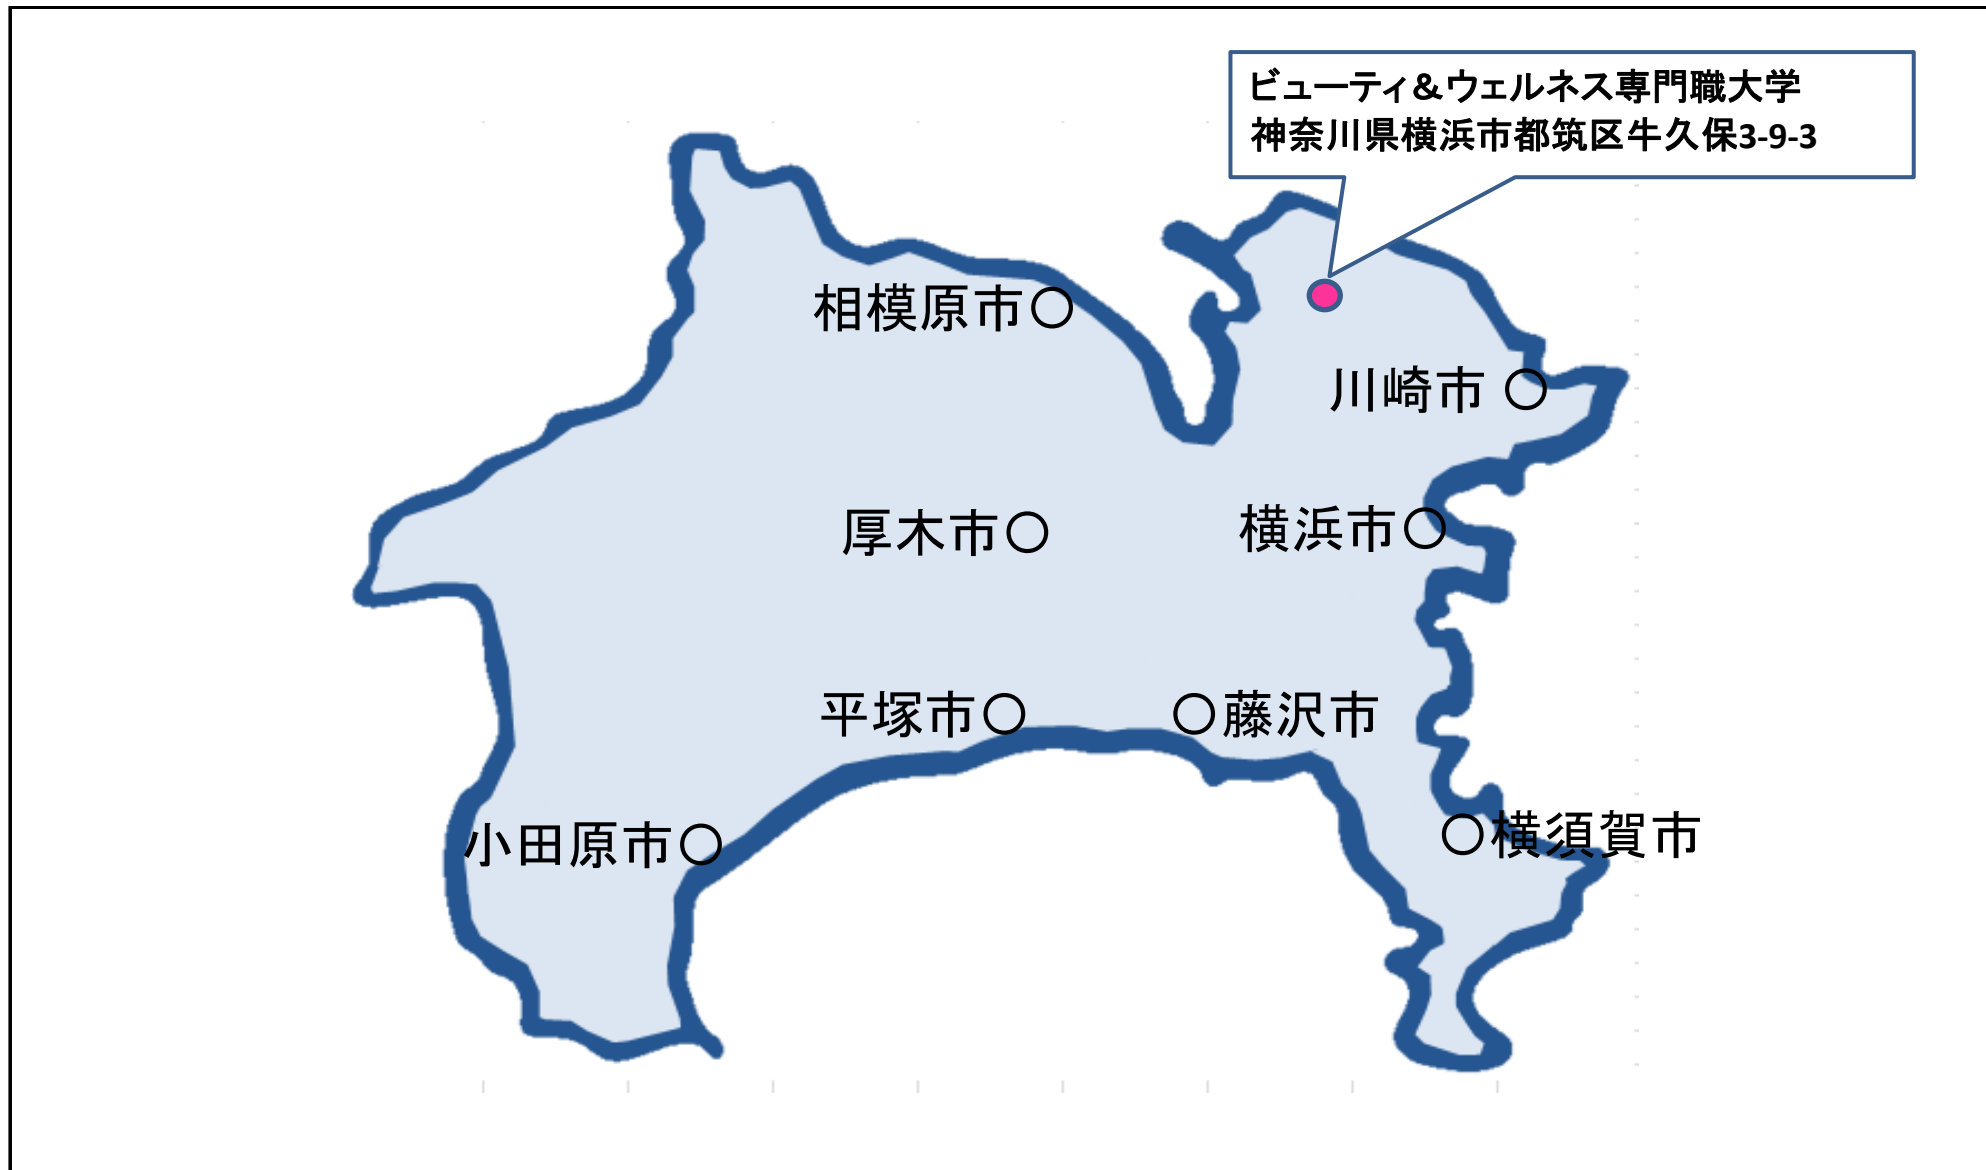 ビューティ&ウェルネス専門職大学
神奈川県横浜市都筑区牛久保3-9-3
相模原市○
川崎市 ○
厚木市○
横浜市○
平塚市○
○藤沢市
小田原市○
○横須賀市